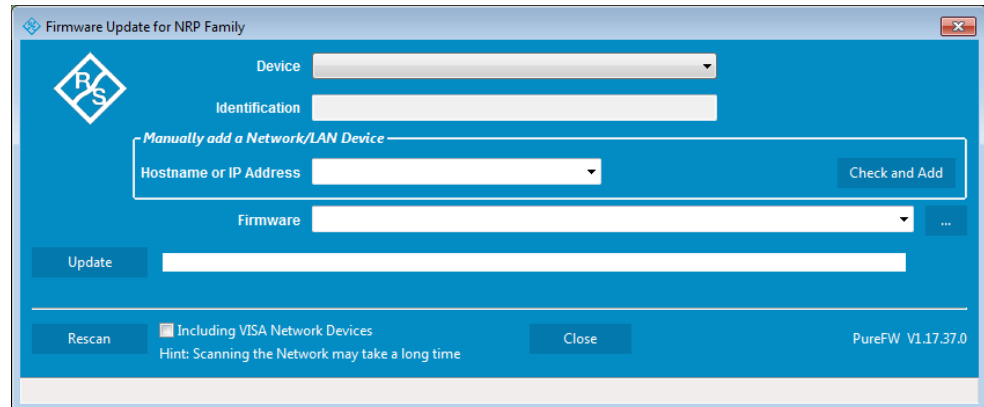 Firmware Update for NRP Family
R&S
Device
Identification
Manually add a Network/LAN Device
Hostname or IP Address
Check and Add
Firmware
...
Update
Rescan
Including VISA Network Devices
Hint: Scanning the Network may take a long time
Close
PureFW V1.17.37.0